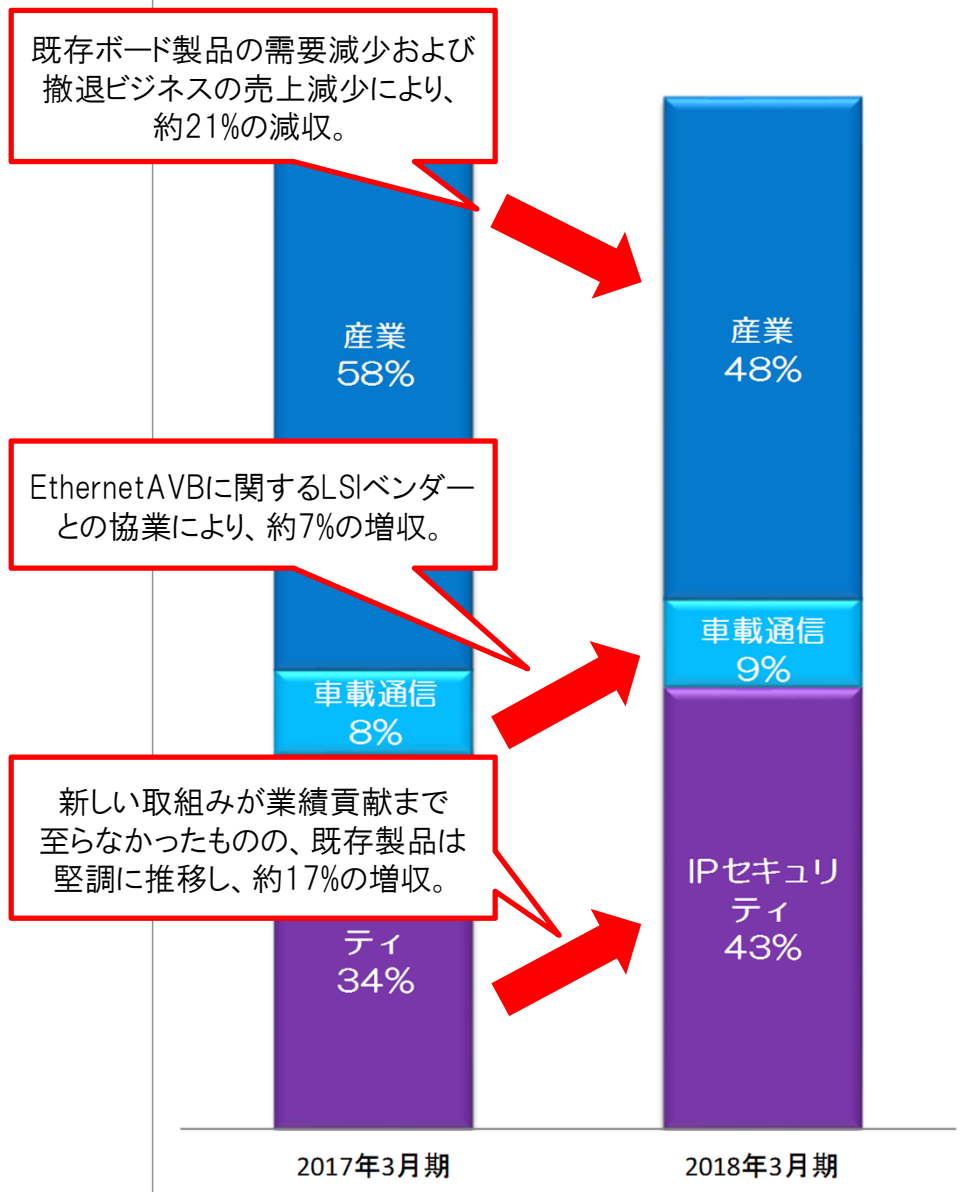 既存ボード製品の需要減少および
撤退ビジネスの売上減少により、
約21%の減収。
産業
58%
産業
48%
EthernetAVBに関するLSIベンダー
との協業により、約7%の増収。
車載通信
8%
車載通信
9%
新しい取組みが業績貢献まで
至らなかったものの、既存製品は
堅調に推移し、約17%の増収。
ティ
34%
IPセキュリ
ティ
43%
2017年3月期
2018年3月期